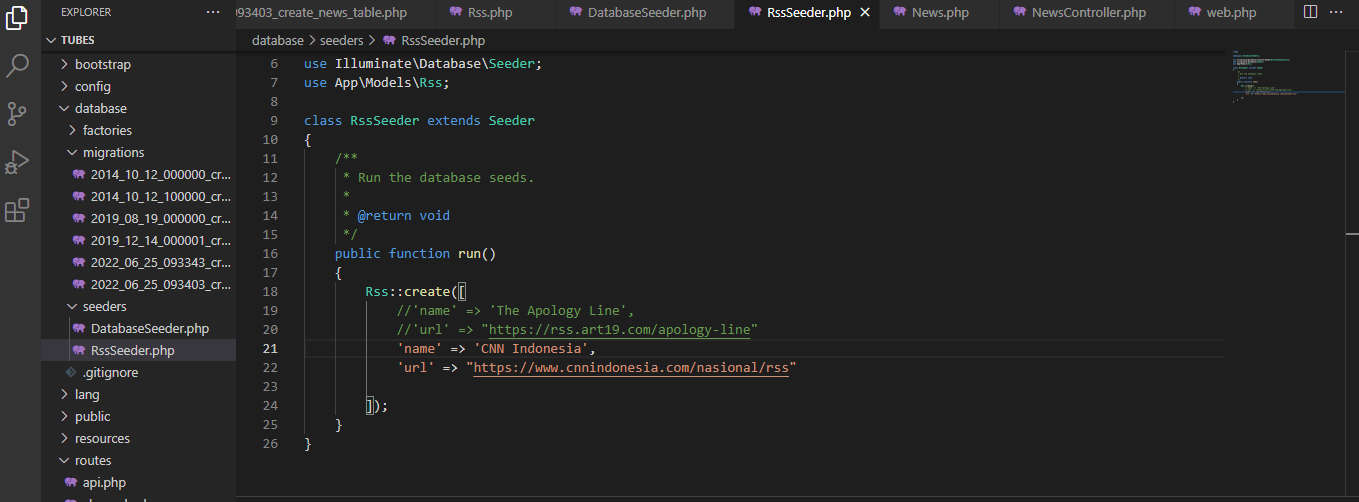 093403_create_news_table.php
Rss.php
DatabaseSeeder.php
RssSeeder.php
News.php
NewsController.php
web.php
EXPLORER
TUBES
bootstrap
config
database
factories
migrations
2014_10_12_000000_cr...
2014_10_12_100000_cr...
2019_08_19_000000_cr...
2019_12_14_000001_cr...
2022_06_25_093343_cr...
2022_06_25_093403_cr...
seeders
DatabaseSeeder.php
RssSeeder.php
.gitignore
lang
public
resources
routes
api.php
database > seeders > RssSeeder.php
6 use Illuminate\Database\Seeder;
7 use App\Models\Rss;
8
9 class RssSeeder extends Seeder
10 {
11 /**
12 * Run the database seeds.
13 *
14 * @return void
15 */
16 public function run()
17 {
18 Rss::create([
19 //'name' => 'The Apology Line',
20 //'url' => "https://rss.art19.com/apology-line"
21 'name' => 'CNN Indonesia',
22 'url' => "https://www.cnnindonesia.com/nasional/rss"
23
24 ]);
25 }
26 }